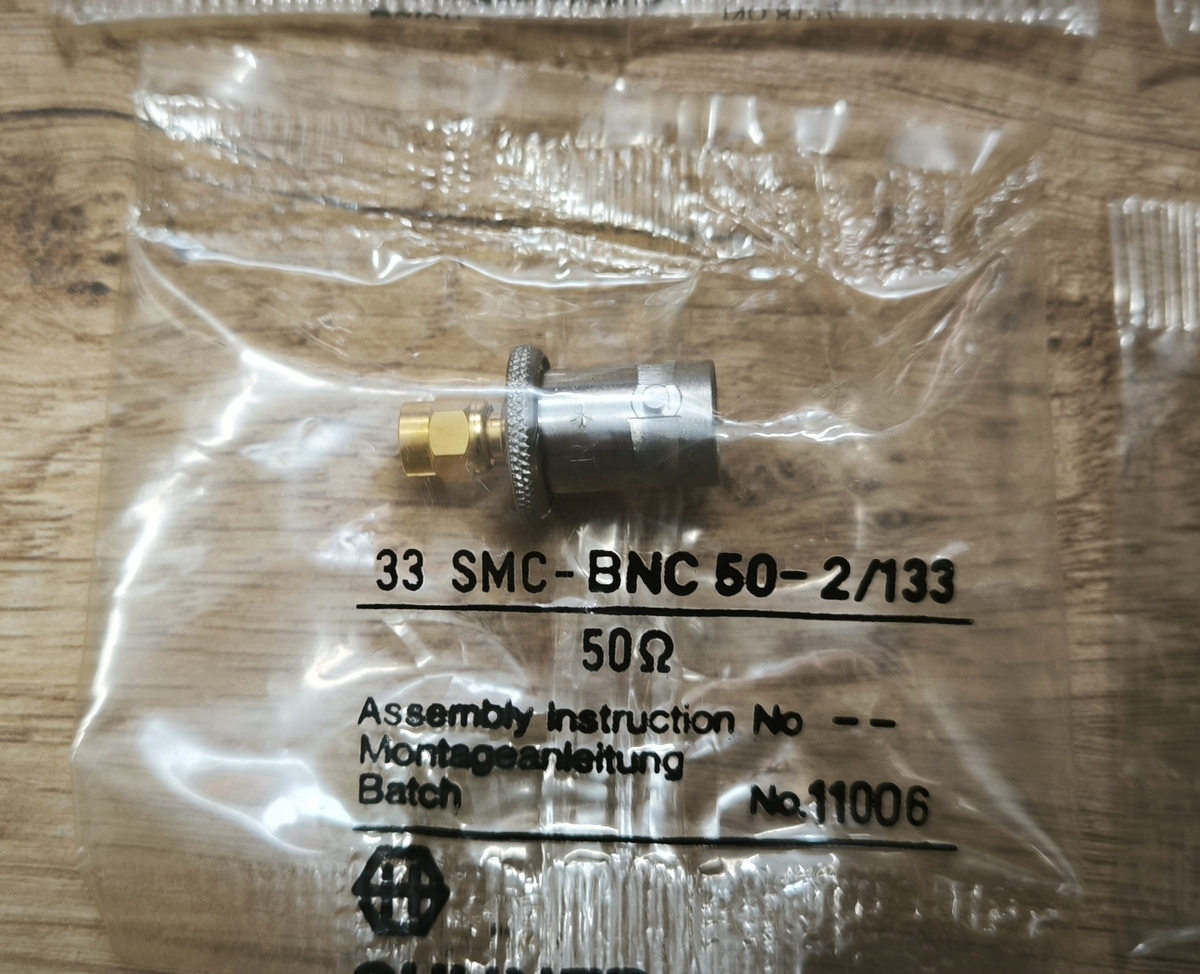 33 SMC-BNC 50-2/133
50Ω
Assembly Instruction No --
Montageanleitung
Batch No. 11006